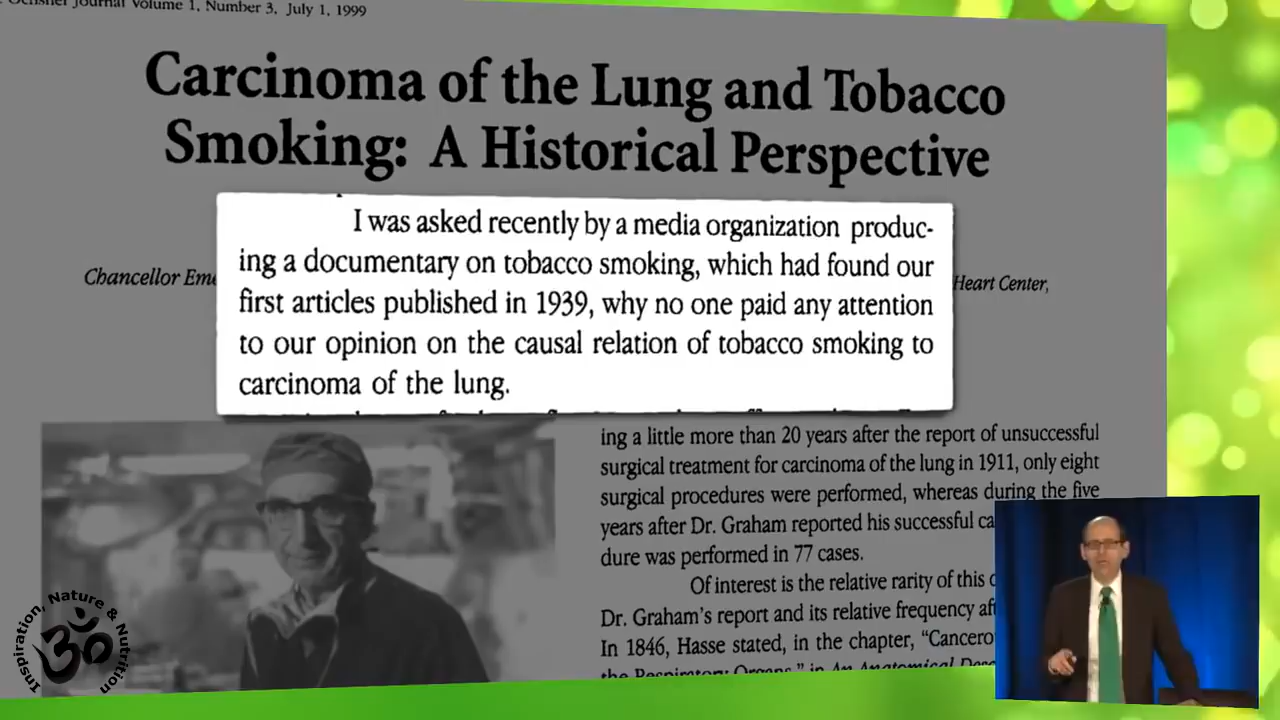 Ochsner Journal Volume 1, Number 3, July 1, 1999
Carcinoma of the Lung and Tobacco
Smoking: A Historical Perspective
I was asked recently by a media organization produc-
ing a documentary on tobacco smoking, which had found our
first articles published in 1939, why no one paid any attention
to our opinion on the causal relation of tobacco smoking to
carcinoma of the lung.
Chancellor
Heart Center,
ing a little more than 20 years after the report of unsuccessful
surgical treatment for carcinoma of the lung in 1911, only eight
surgical procedures were performed, whereas during the five
years after Dr. Graham reported his successful
dure was performed in 77 cases.
Of interest is the relative rarity of this
Dr. Graham's report and its relative frequency
In 1846, Hasse stated, in the chapter, “
the Respiratory Organs,” in An Anatomical
Inspiration, Nature & Nutrition
ॐ